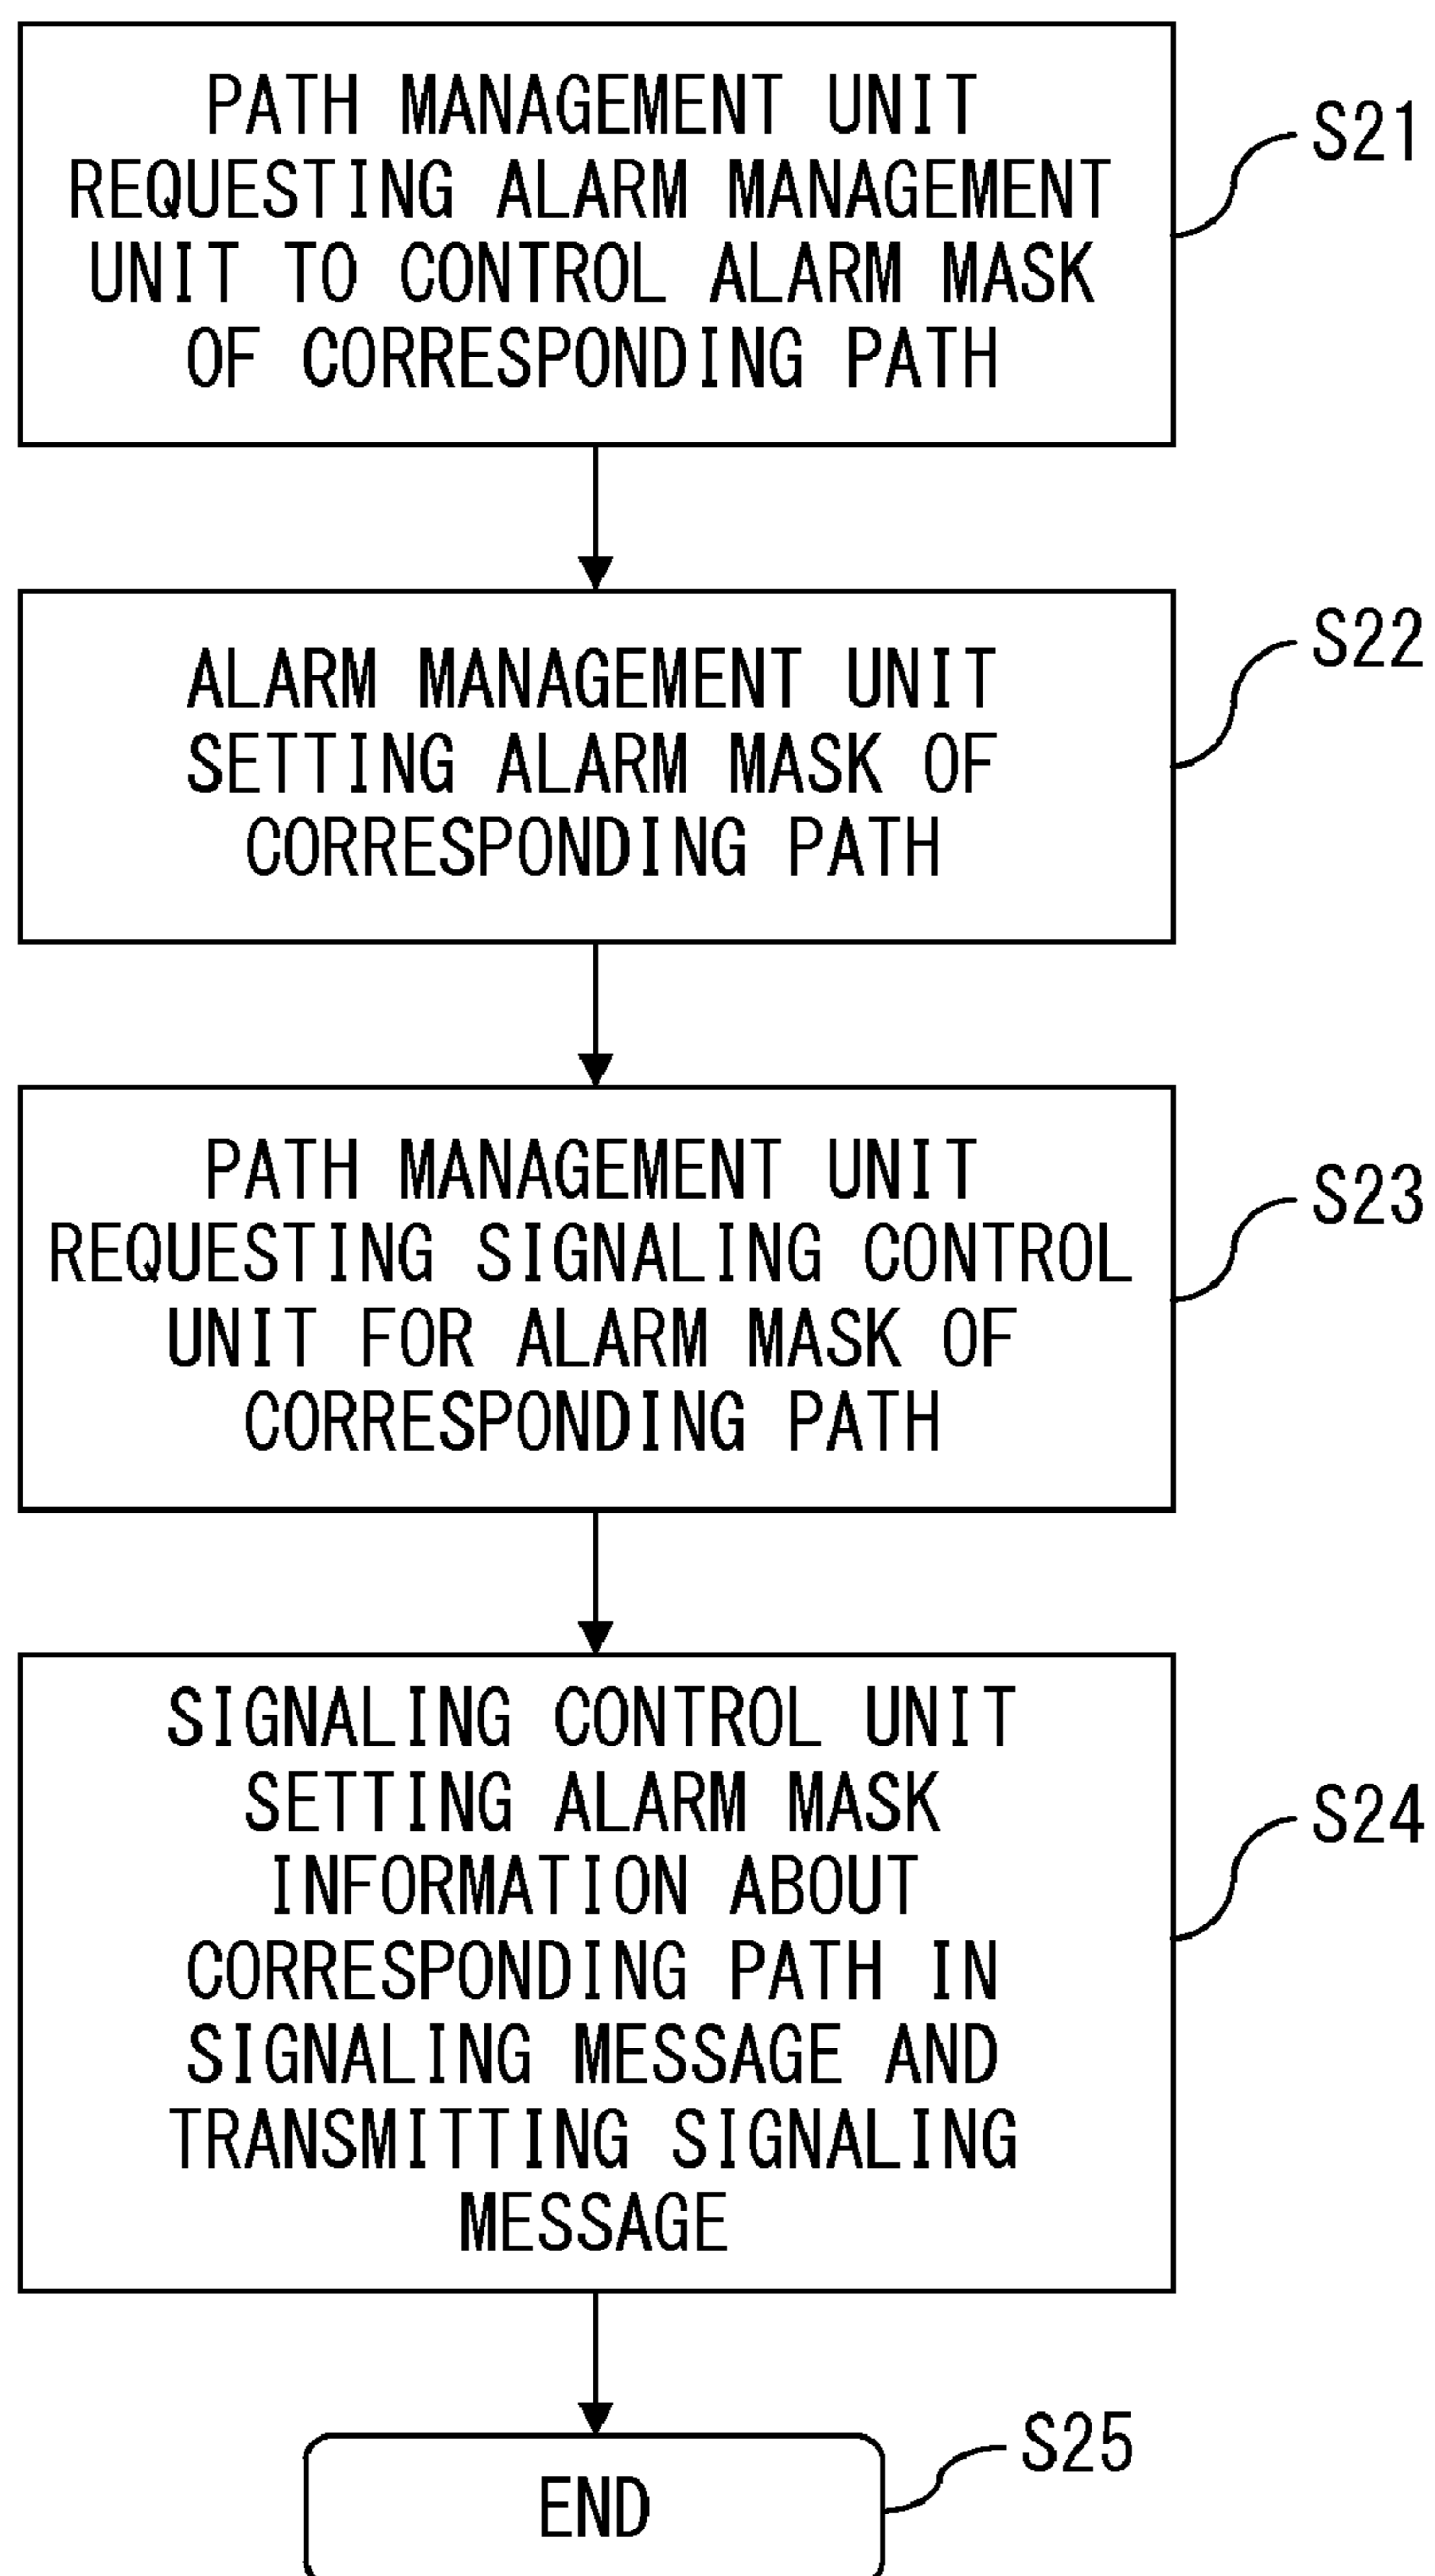 PATH MANAGEMENT UNIT
REQUESTING ALARM MANAGEMENT
UNIT TO CONTROL ALARM MASK
OF CORRESPONDING PATH
S21
ALARM MANAGEMENT UNIT
SETTING ALARM MASK OF
CORRESPONDING PATH
S22
PATH MANAGEMENT UNIT
REQUESTING SIGNALING CONTROL
UNIT FOR ALARM MASK OF
CORRESPONDING PATH
S23
SIGNALING CONTROL UNIT
SETTING ALARM MASK
INFORMATION ABOUT
CORRESPONDING PATH IN
SIGNALING MESSAGE AND
TRANSMITTING SIGNALING
MESSAGE
S24
END
S25